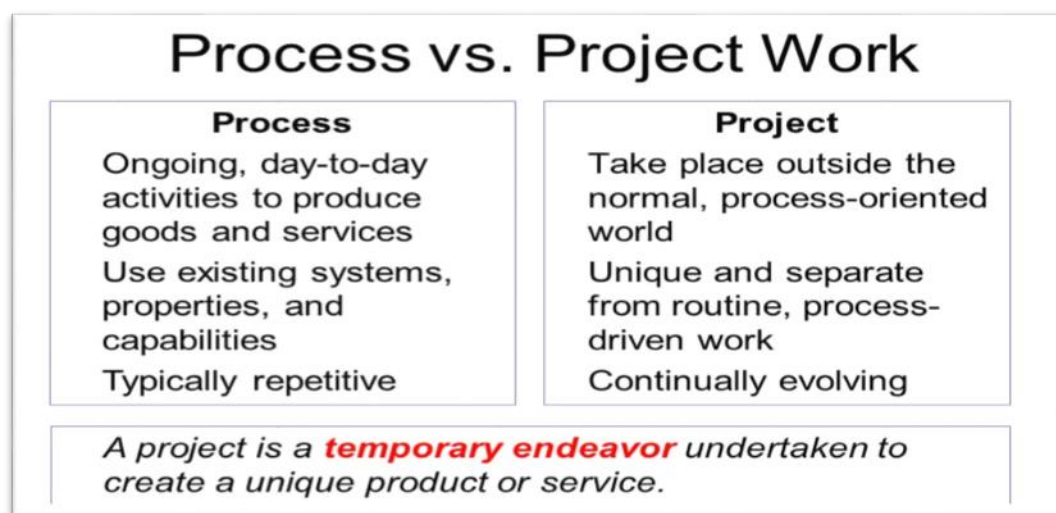 Process vs. Project Work
Process
Ongoing, day-to-day
activities to produce
goods and services
Use existing systems,
properties, and
capabilities
Typically repetitive
Project
Take place outside the
normal, process-oriented
world
Unique and separate
from routine, process-
driven work
Continually evolving
A project is a temporary endeavor undertaken to
create a unique product or service.